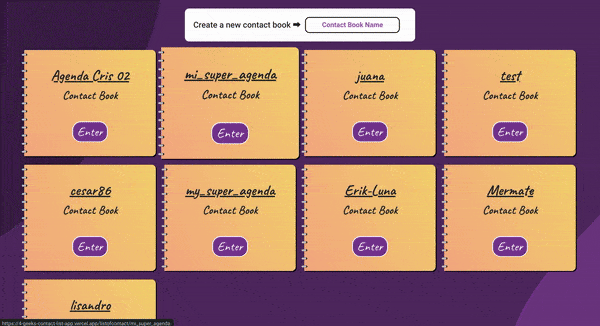 Create a new contact book ➡ Contact Book Name
Agenda Cris 02
Contact Book
Enter
mi_super_agenda
Contact Book
Enter
juana
Contact Book
Enter
test
Contact Book
Enter
cesar86
Contact Book
Enter
my_super_agenda
Contact Book
Enter
Erik-Luna
Contact Book
Enter
Mermate
Contact Book
Enter
lisandro
https://4-geeks-contact-list-app.vercel.app/listofcontact/mi_super_agenda